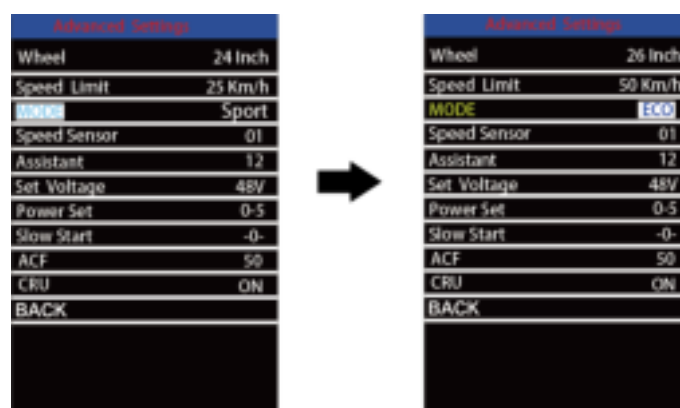 Advanced Settings
Wheel 24 Inch
Speed Limit 25 Km/h
MODE Sport
Speed Sensor 01
Assistant 12
Set Voltage 48V
Power Set 0-5
Slow Start -0-
ACF 50
CRU ON
BACK
Advanced Settings
Wheel 26 Inch
Speed Limit 50 Km/h
MODE ECO
Speed Sensor 01
Assistant 12
Set Voltage 48V
Power Set 0-5
Slow Start -0-
ACF 50
CRU ON
BACK